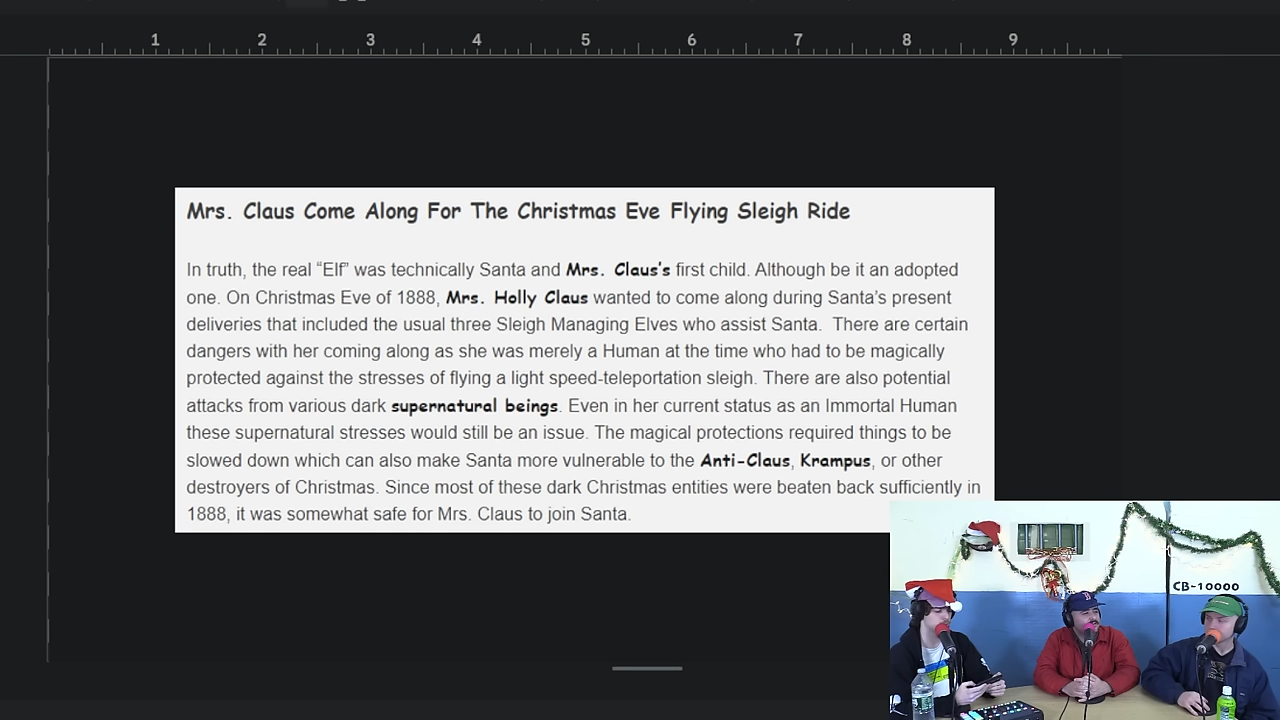 1 2 3 4 5 6 7 8 9
Mrs. Claus Come Along For The Christmas Eve Flying Sleigh Ride
In truth, the real “Elf” was technically Santa and Mrs. Claus’s first child. Although be it an adopted
one. On Christmas Eve of 1888, Mrs. Holly Claus wanted to come along during Santa’s present
deliveries that included the usual three Sleigh Managing Elves who assist Santa.  There are certain
dangers with her coming along as she was merely a Human at the time who had to be magically
protected against the stresses of flying a light speed-teleportation sleigh. There are also potential
attacks from various dark supernatural beings. Even in her current status as an Immortal Human
these supernatural stresses would still be an issue. The magical protections required things to be
slowed down which can also make Santa more vulnerable to the Anti-Claus, Krampus, or other
destroyers of Christmas. Since most of these dark Christmas entities were beaten back sufficiently in
1888, it was somewhat safe for Mrs. Claus to join Santa.
CB-10000